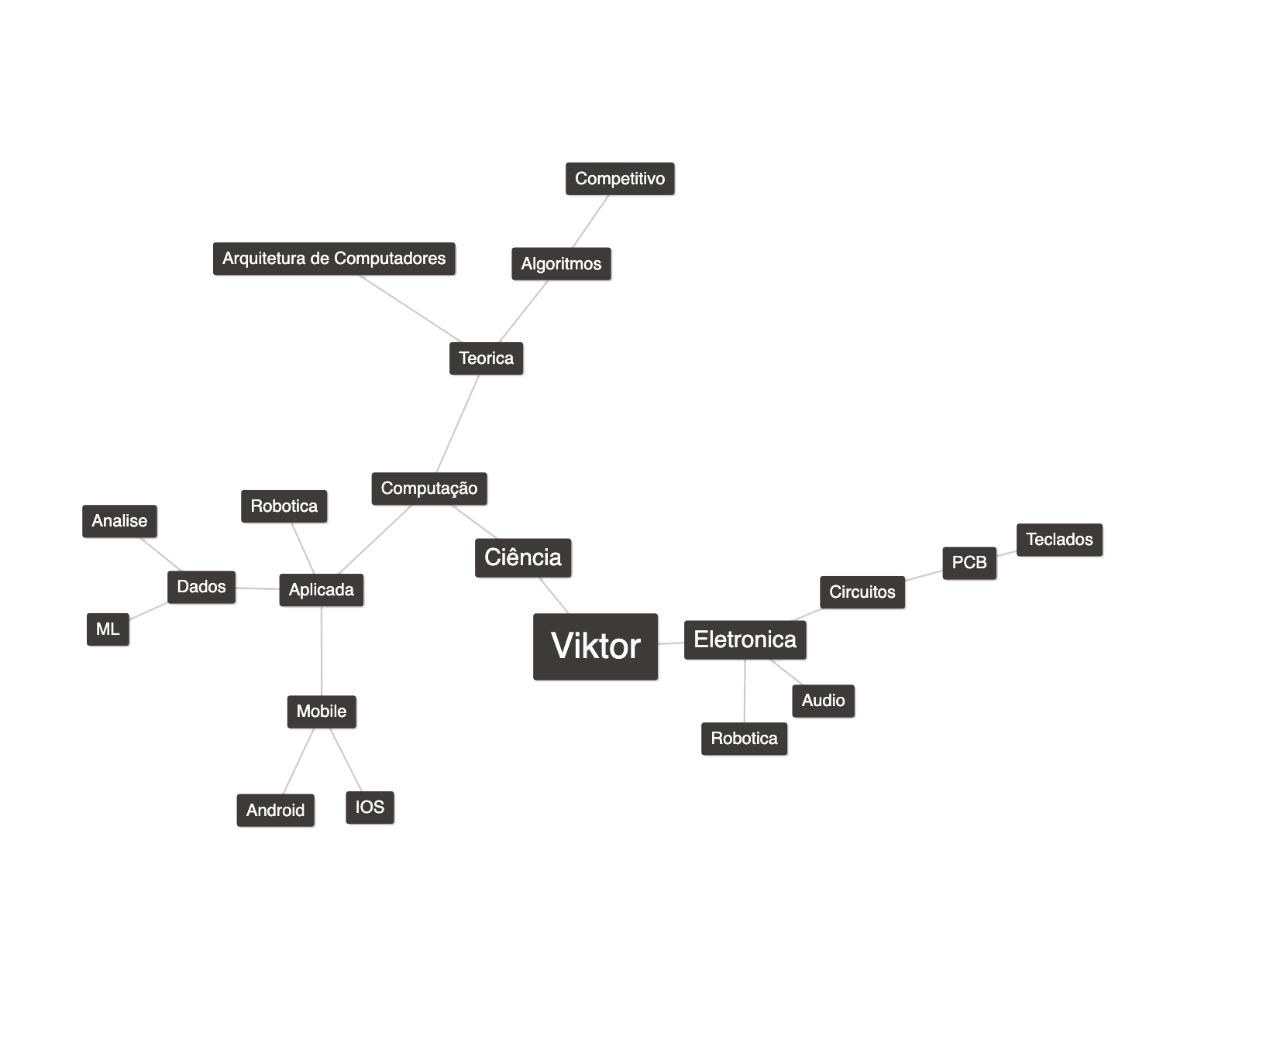 Competitivo
Arquitetura de Computadores
Algoritmos
Teorica
Computação
Robotica
Analise
Ciência
Teclados
PCB
Dados
Aplicada
Circuitos
ML
Viktor
Eletronica
Audio
Mobile
Robotica
Android
IOS